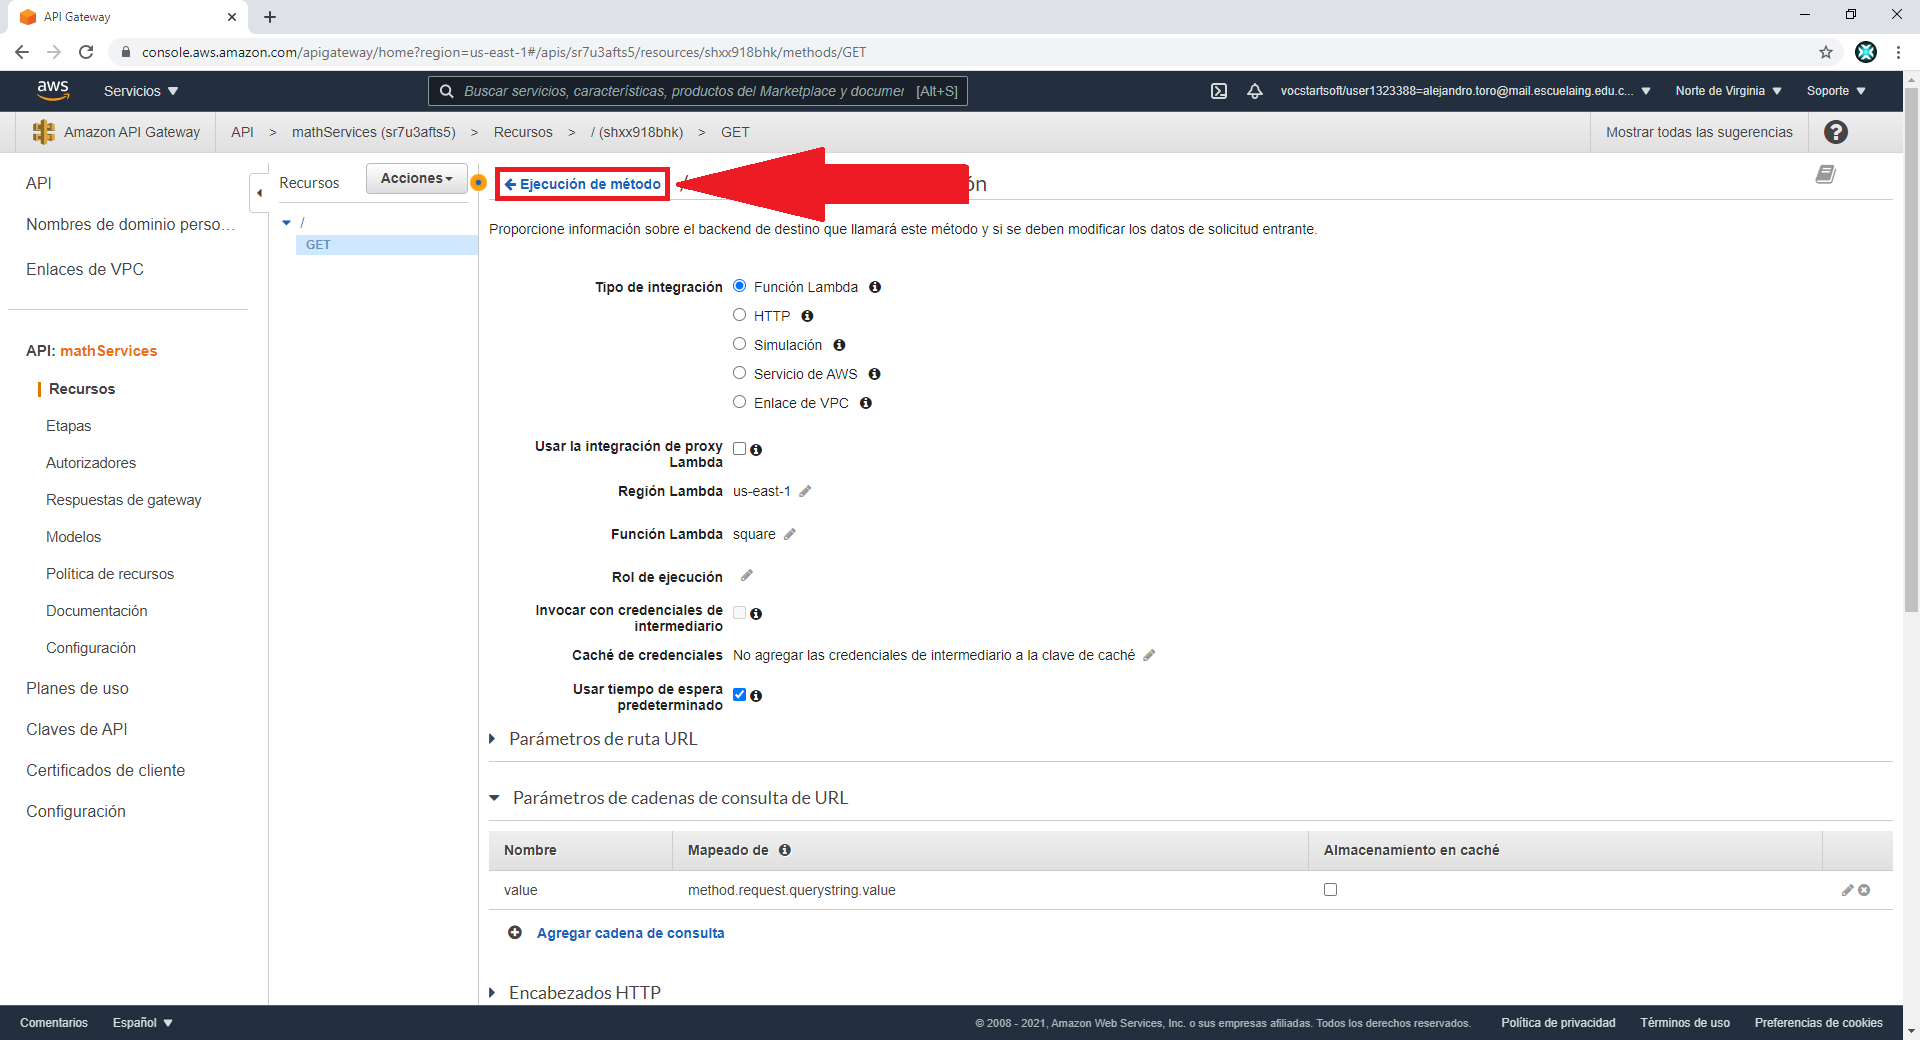 API Gateway
console.aws.amazon.com/apigateway/home?region=us-east-1#/apis/sr7u3afts5/resources/shxx918bhk/methods/GET
aws
Servicios
Buscar servicios, características, productos del Marketplace y documer [Alt+S]
vocstartsoft/user1323388=alejandro.toro@mail.escuelaing.edu.c...
Norte de Virginia
Soporte
Amazon API Gateway
API > mathServices (sr7u3afts5) > Recursos > / (shxx918bhk) > GET
Mostrar todas las sugerencias
API
Nombres de dominio perso...
Enlaces de VPC
API: mathServices
Recursos
Etapas
Autorizadores
Respuestas de gateway
Modelos
Política de recursos
Documentación
Configuración
Planes de uso
Claves de API
Certificados de cliente
Configuración
Recursos
Acciones
/
GET
Ejecución de método
ón
Proporcione información sobre el backend de destino que llamará este método y si se deben modificar los datos de solicitud entrante.
Tipo de integración
Función Lambda
HTTP
Simulación
Servicio de AWS
Enlace de VPC
Usar la integración de proxy
Lambda
Región Lambda us-east-1
Función Lambda square
Rol de ejecución
Invocar con credenciales de
intermediario
Caché de credenciales No agregar las credenciales de intermediario a la clave de caché
Usar tiempo de espera
predeterminado
Parámetros de ruta URL
Parámetros de cadenas de consulta de URL
Nombre Mapeado de Almacenamiento en caché
value method.request.querystring.value
Agregar cadena de consulta
Encabezados HTTP
Comentarios
Español
© 2008 - 2021, Amazon Web Services, Inc. o sus empresas afiliadas. Todos los derechos reservados.
Política de privacidad
Términos de uso
Preferencias de cookies